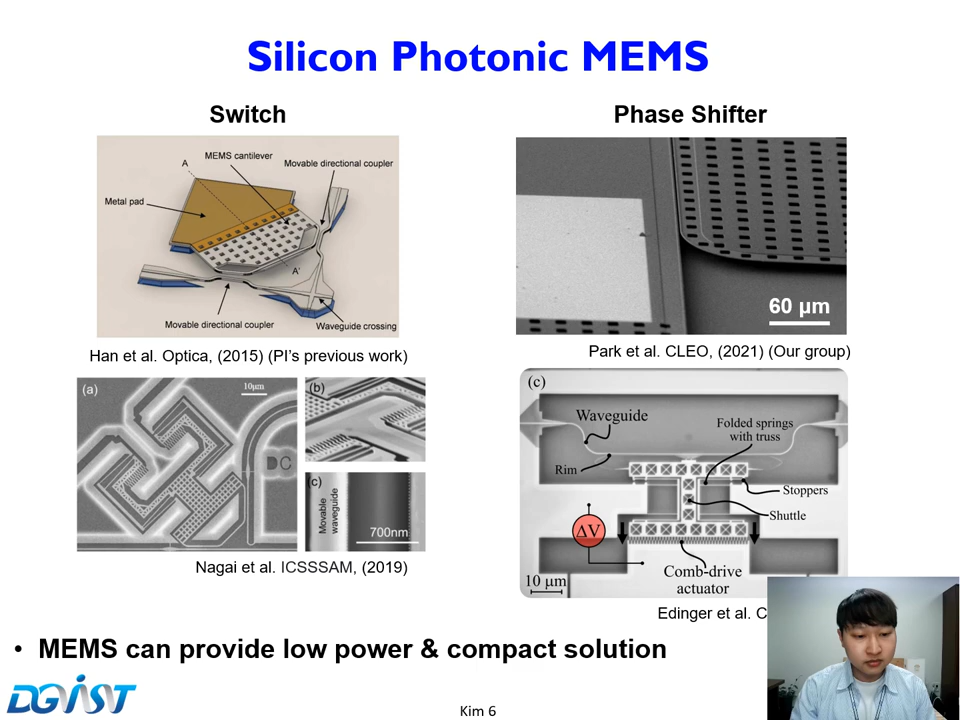 Silicon Photonic MEMS
Switch
Phase Shifter
A
MEMS cantilever
Movable directional coupler
Metal pad
A'
Movable directional coupler
Waveguide crossing
60 µm
Han et al. Optica, (2015) (PI's previous work)
Park et al. CLEO, (2021) (Our group)
(a)
10µm
DC
(b)
(c)
Movable
waveguide
700nm
(c)
Waveguide
Folded springs
with truss
Rim
Stoppers
Shuttle
ΔV
Comb-drive
actuator
10 µm
Nagai et al. ICSSSAM, (2019)
Edinger et al. C
• MEMS can provide low power & compact solution
DGIST
Kim 6